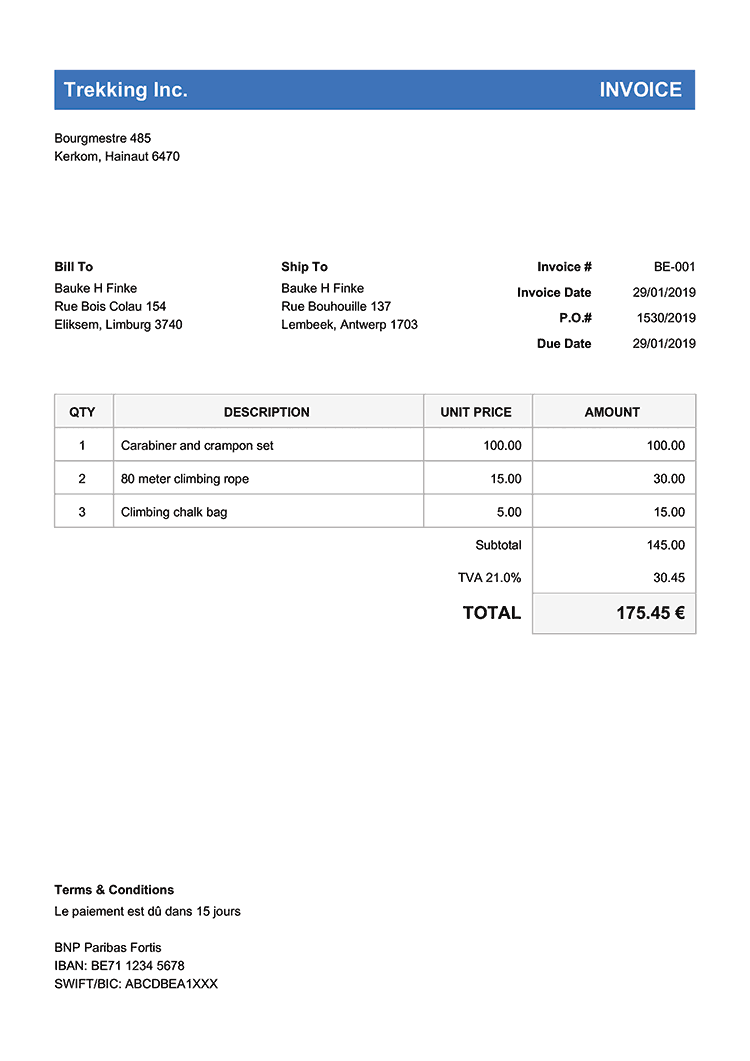 Trekking Inc. INVOICE
Bourgmestre 485
Kerkom, Hainaut 6470
Bill To
Bauke H Finke
Rue Bois Colau 154
Eliksem, Limburg 3740
Ship To
Bauke H Finke
Rue Bouhouille 137
Lembeek, Antwerp 1703
Invoice # BE-001
Invoice Date 29/01/2019
P.O.# 1530/2019
Due Date 29/01/2019
QTY DESCRIPTION UNIT PRICE AMOUNT
1 Carabiner and crampon set 100.00 100.00
2 80 meter climbing rope 15.00 30.00
3 Climbing chalk bag 5.00 15.00
Subtotal 145.00
TVA 21.0% 30.45
TOTAL 175.45 €
Terms & Conditions
Le paiement est dû dans 15 jours
BNP Paribas Fortis
IBAN: BE71 1234 5678
SWIFT/BIC: ABCDBEA1XXX